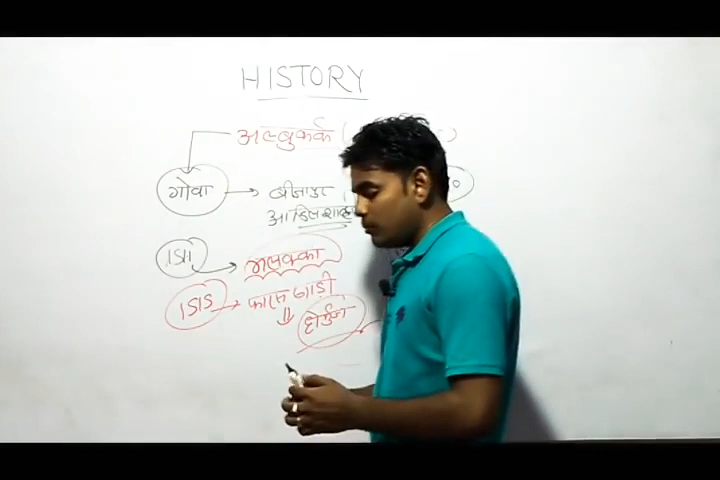 HISTORY
अल्बुकर्क (
गोवा → बीजापुर
आदिलशाह
1511 → मलक्का
1515 → फारस खाड़ी
⇓ होर्मुज